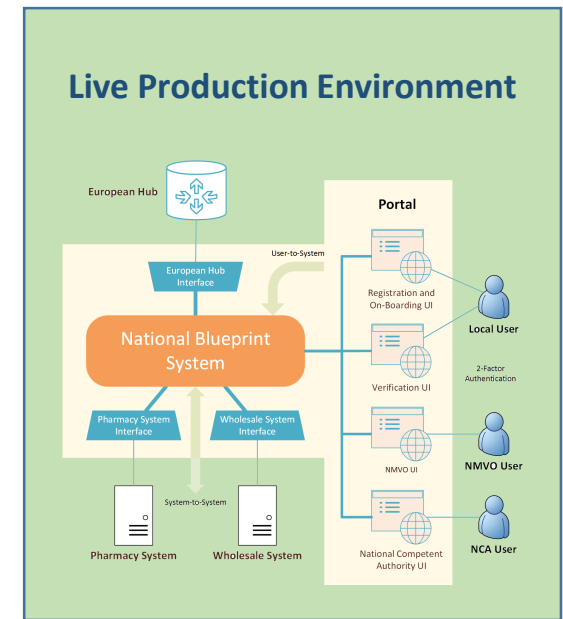 Live Production Environment
European Hub
Portal
User-to-System
European Hub
Interface
Registration and
On-Boarding UI
Local User
National Blueprint
System
2-Factor
Authentication
Verification UI
Pharmacy System
Interface
Wholesale System
Interface
NMVO UI
NMVO User
System-to-System
Pharmacy System
Wholesale System
National Competent
Authority UI
NCA User